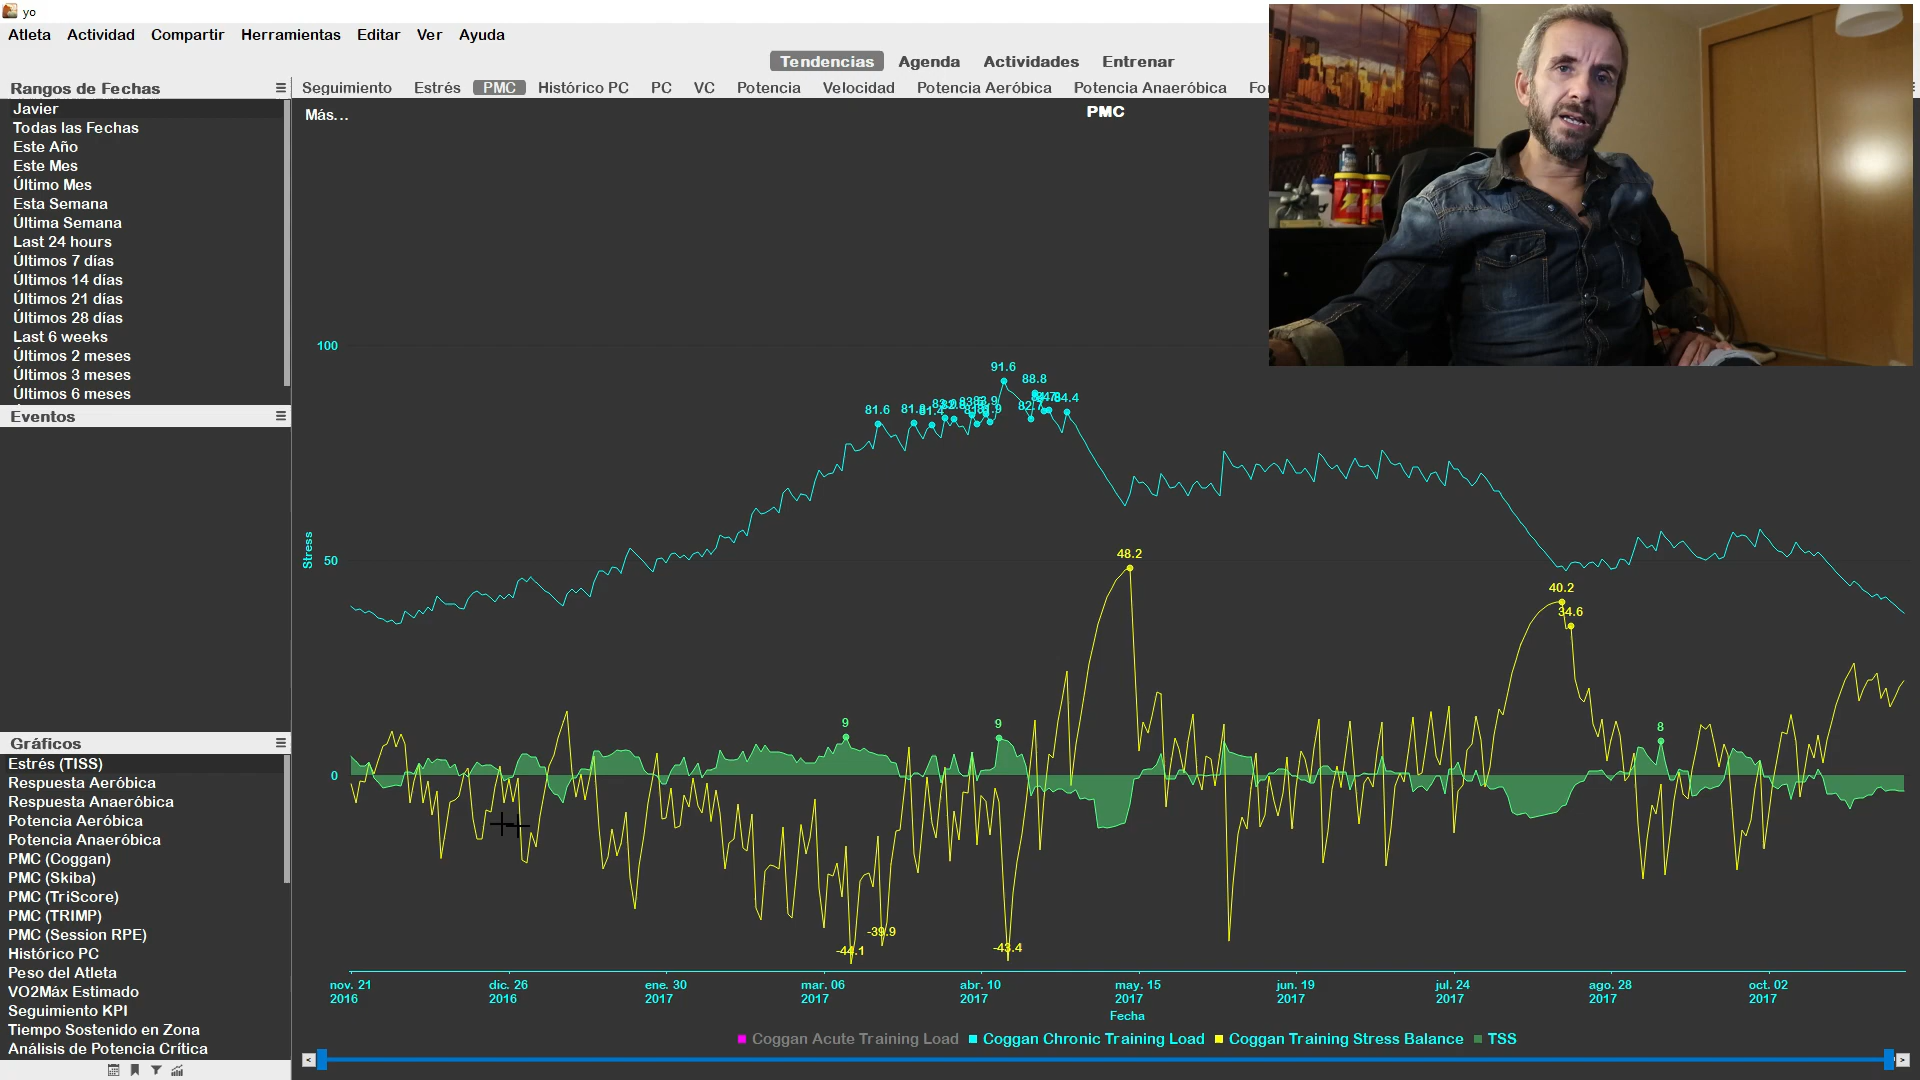 yo
Atleta Actividad Compartir Herramientas Editar Ver Ayuda
Tendencias Agenda Actividades Entrenar
Rangos de Fechas
Seguimiento Estrés PMC Histórico PC PC VC Potencia Velocidad Potencia Aeróbica Potencia Anaeróbica Fo
Javier
Todas las Fechas
Este Año
Este Mes
Último Mes
Esta Semana
Última Semana
Last 24 hours
Últimos 7 días
Últimos 14 días
Últimos 21 días
Últimos 28 días
Last 6 weeks
Últimos 2 meses
Últimos 3 meses
Últimos 6 meses
Eventos
Gráficos
Estrés (TISS)
Respuesta Aeróbica
Respuesta Anaeróbica
Potencia Aeróbica
Potencia Anaeróbica
PMC (Coggan)
PMC (Skiba)
PMC (TriScore)
PMC (TRIMP)
PMC (Session RPE)
Histórico PC
Peso del Atleta
VO2Máx Estimado
Seguimiento KPI
Tiempo Sostenido en Zona
Análisis de Potencia Crítica
Más...
PMC
100
50
0
Stress
91.6
88.8
81.6
84.4
48.2
40.2
34.6
9
9
8
-44.1
-39.9
-43.4
nov. 21 dic. 26 ene. 30 mar. 06 abr. 10 may. 15 jun. 19 jul. 24 ago. 28 oct. 02
2016 2016 2017 2017 2017 2017 2017 2017 2017 2017
Fecha
Coggan Acute Training Load Coggan Chronic Training Load Coggan Training Stress Balance TSS
< >